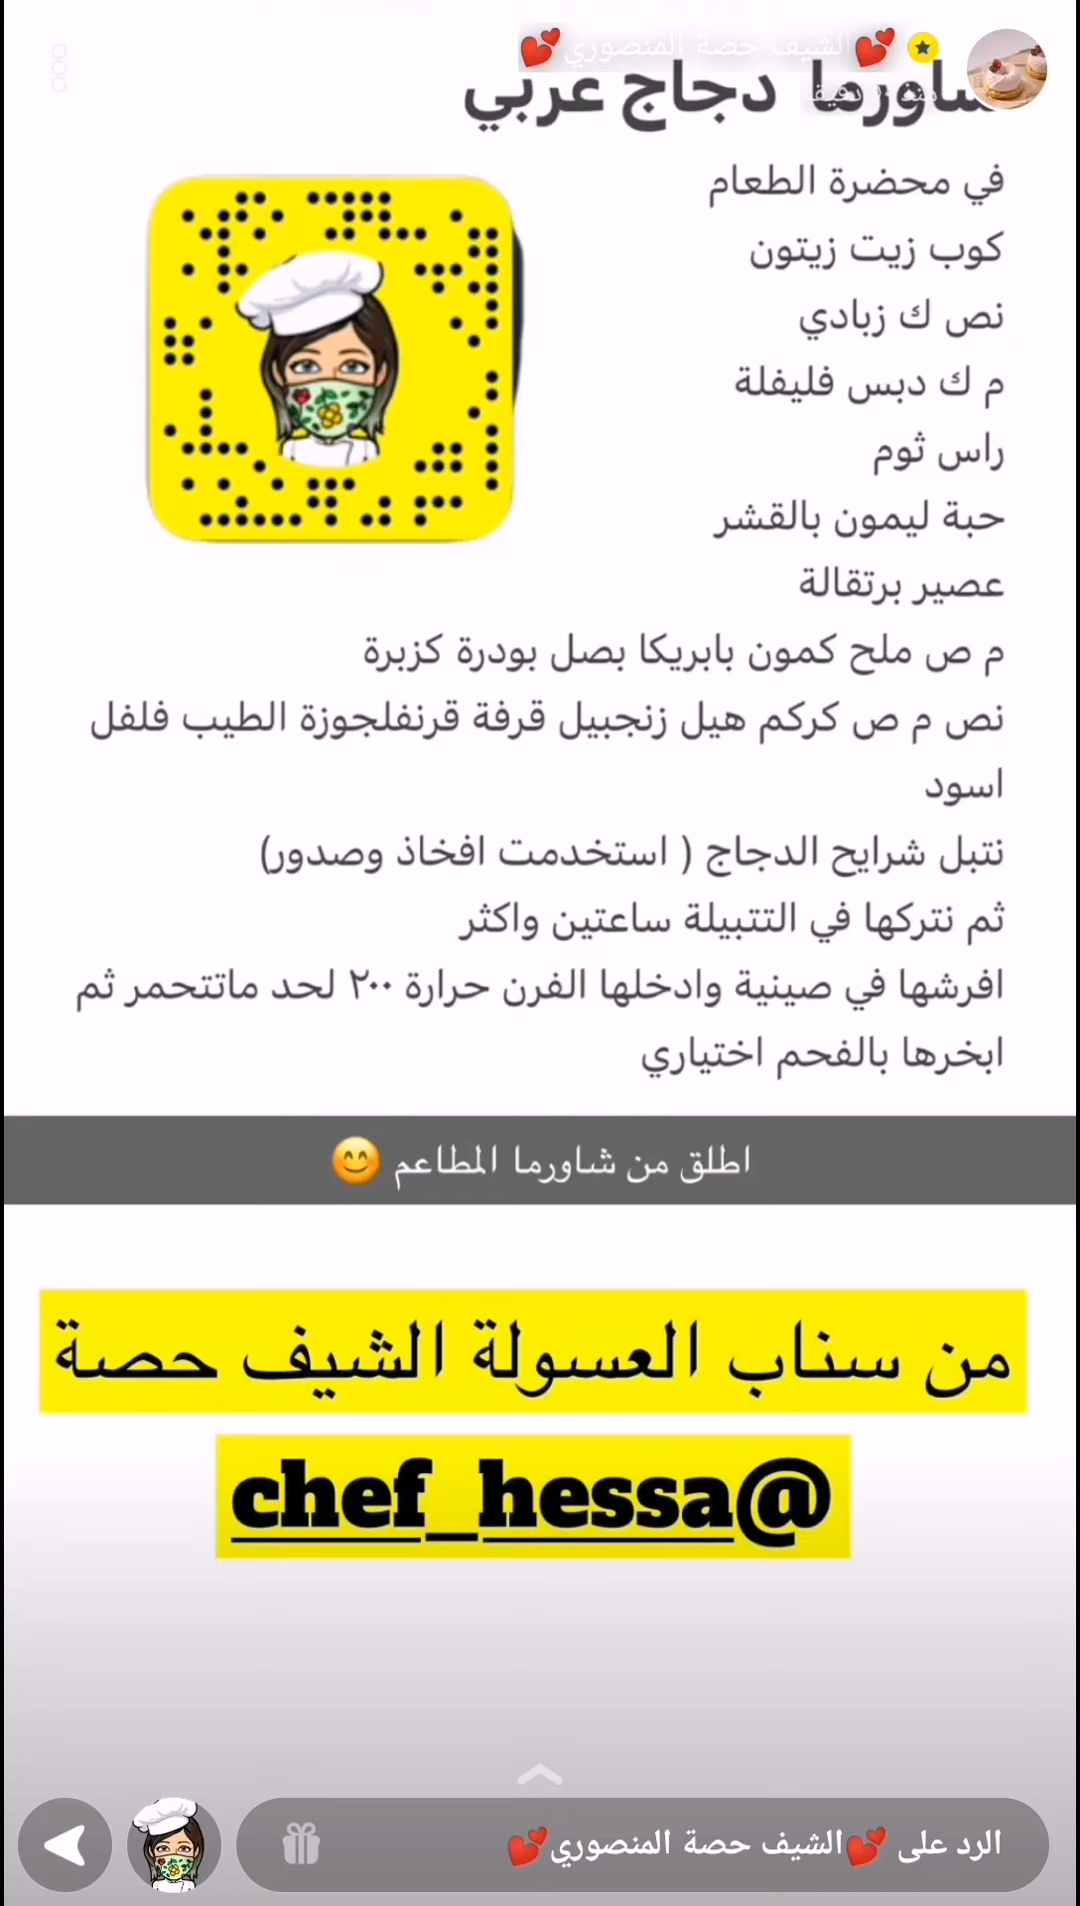 💕الشيف حصة المنصوري💕
شاورما دجاج عربي
في محضرة الطعام
كوب زيت زيتون
نص ك زبادي
م ك دبس فليفلة
راس ثوم
حبة ليمون بالقشر
عصير برتقالة
م ص ملح كمون بابريكا بصل بودرة كزبرة
نص م ص كركم هيل زنجبيل قرفة قرنفلجوزة الطيب فلفل
اسود
نتبل شرايح الدجاج ( استخدمت افخاذ وصدور)
ثم نتركها في التتبيلة ساعتين واكثر
افرشها في صينية وادخلها الفرن حرارة ٢٠٠ لحد ماتتحمر ثم
ابخرها بالفحم اختياري
اطلق من شاورما المطاعم 😊
من سناب العسولة الشيف حصة
@chef_hessa
الرد على 💕الشيف حصة المنصوري💕